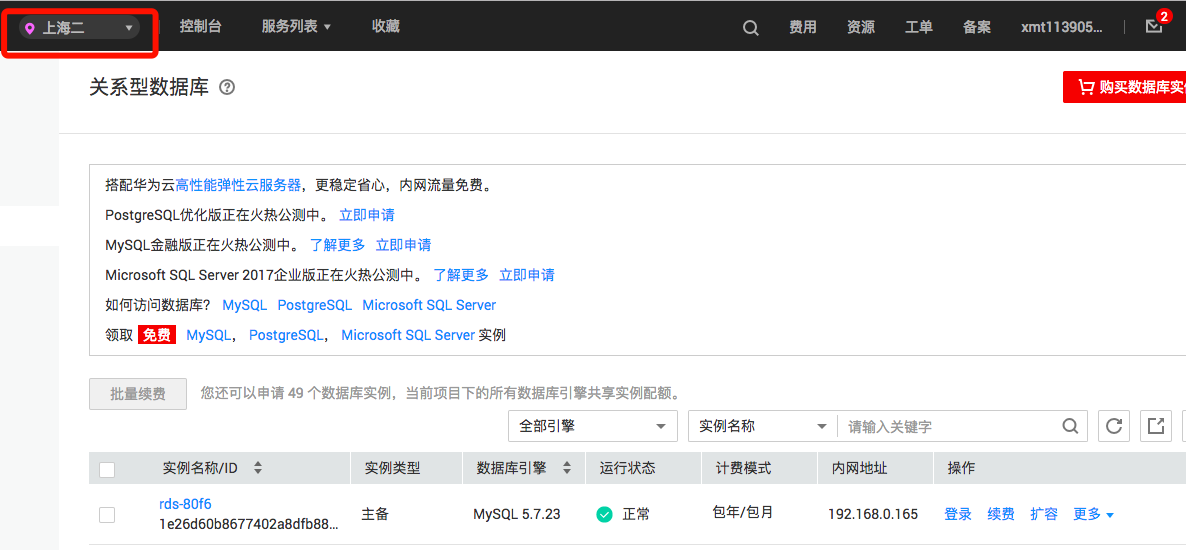 上海二 控制台 服务列表 收藏 费用 资源 工单 备案 xmt113905... 2
关系型数据库 ?
购买数据库实
搭配华为云高性能弹性云服务器，更稳定省心，内网流量免费。
PostgreSQL优化版正在火热公测中。 立即申请
MySQL金融版正在火热公测中。 了解更多 立即申请
Microsoft SQL Server 2017企业版正在火热公测中。 了解更多 立即申请
如何访问数据库? MySQL PostgreSQL Microsoft SQL Server
领取 免费 MySQL, PostgreSQL, Microsoft SQL Server 实例
批量续费 您还可以申请 49 个数据库实例，当前项目下的所有数据库引擎共享实例配额。
全部引擎 实例名称 请输入关键字
实例名称/ID 实例类型 数据库引擎 运行状态 计费模式 内网地址 操作
rds-80f6
1e26d60b8677402a8dfb88... 主备 MySQL 5.7.23 正常 包年/包月 192.168.0.165 登录 续费 扩容 更多